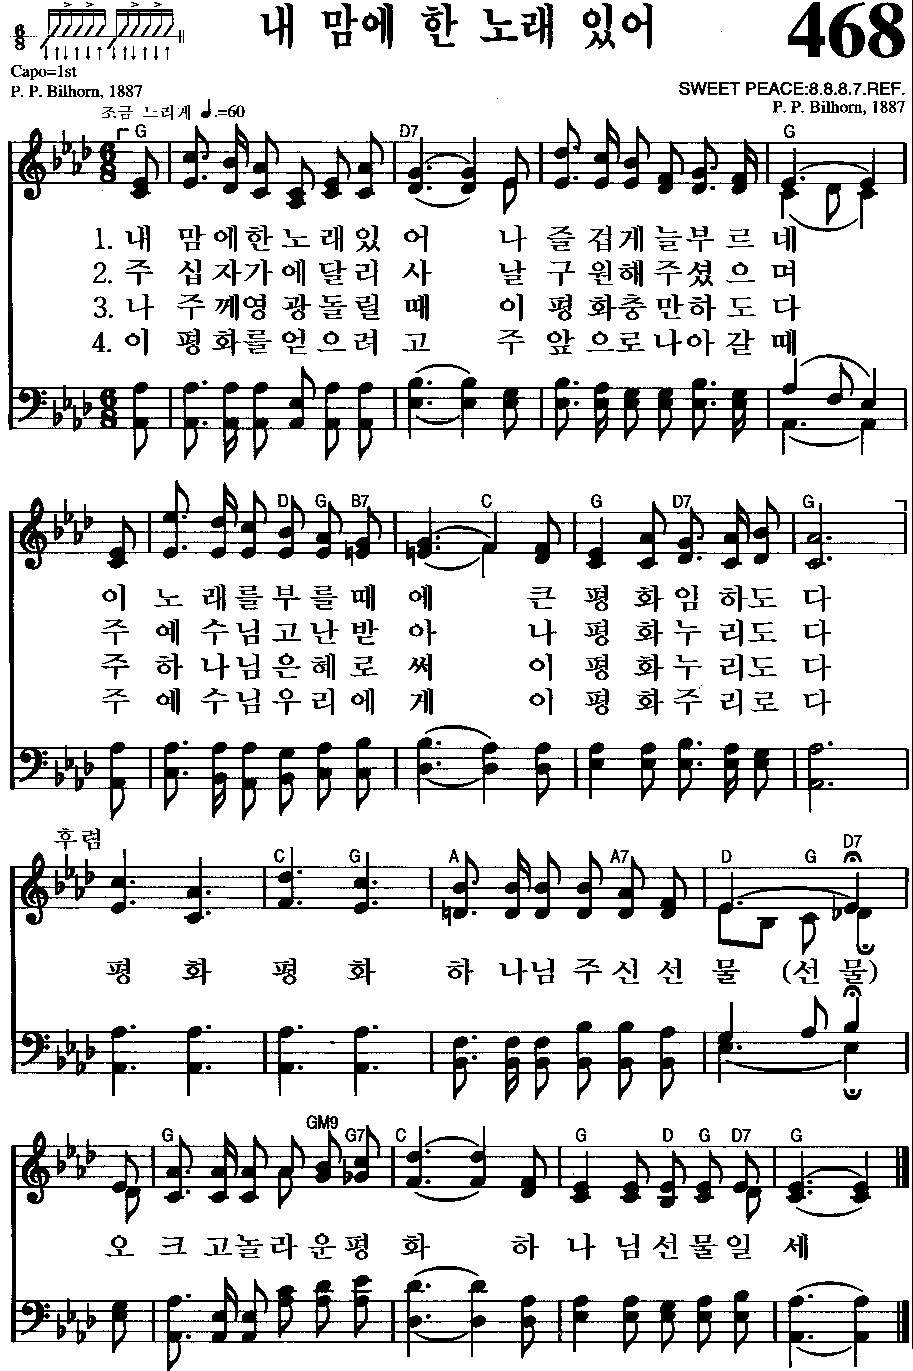 내 맘에 한 노래 있어 468
6/8
Capo=1st
P. P. Bilhorn, 1887
SWEET PEACE:8.8.8.7.REF.
P. P. Bilhorn, 1887
조금 느리게 ♩.=60
G D7 G
1. 내 맘에한노래있어 나 즐겁게늘부르네
2. 주 십자가에달리사 날 구원해주셨으며
3. 나 주께영광돌릴때 이 평화충만하도다
4. 이 평화를얻으려고 주 앞으로나아갈때
D G B7 C G D7 G
이 노래를부를때에 큰 평화임하도다
주 예수님고난받아 나 평화누리도다
주 하나님은혜로써 이 평화누리도다
주 예수님우리에게 이 평화주리로다
후렴
C G A A7 D G D7
평 화 평 화 하나님주신선물 (선물)
G GM9 G7 C G D G D7 G
오 크고놀라운평화 하나님선물일세